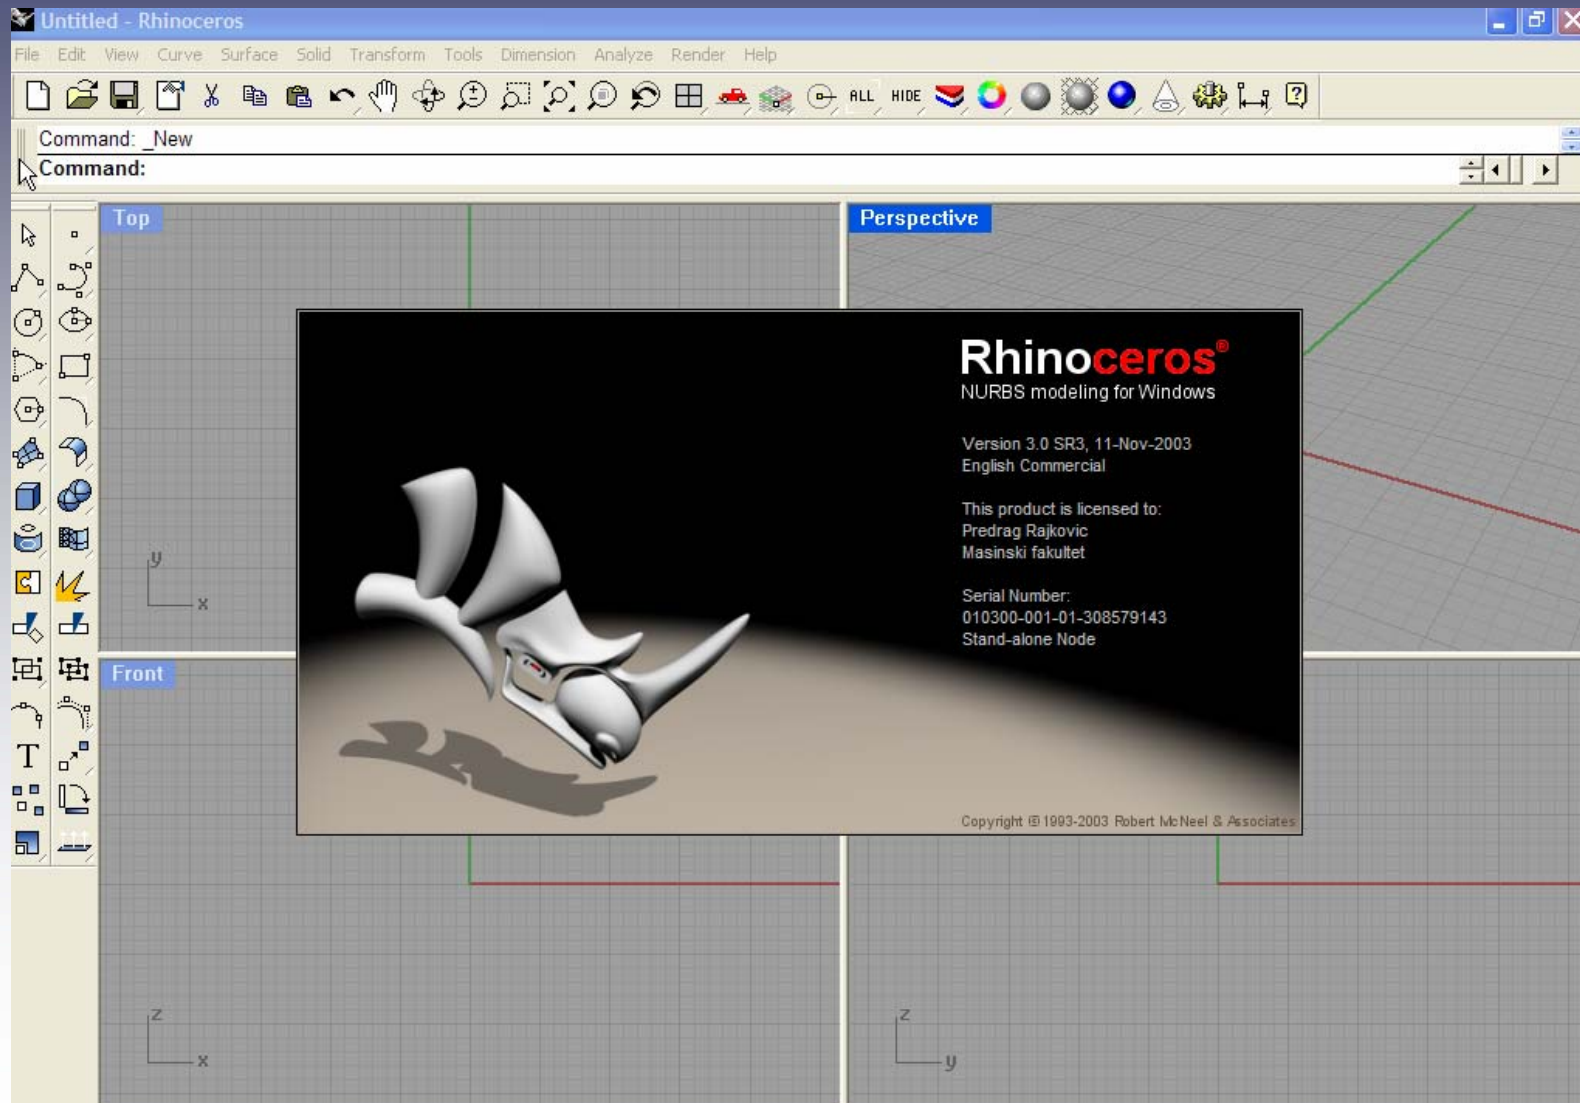 Untitled - Rhinoceros
File Edit View Curve Surface Solid Transform Tools Dimension Analyze Render Help
ALL HIDE
Command: _New
Command:
Top
Perspective
Rhinoceros®
NURBS modeling for Windows
Version 3.0 SR3, 11-Nov-2003
English Commercial
This product is licensed to:
Predrag Rajkovic
Masinski fakultet
Serial Number:
010300-001-01-308579143
Stand-alone Node
Copyright © 1993-2003 Robert McNeel & Associates
y
x
Front
T
z
x
z
y